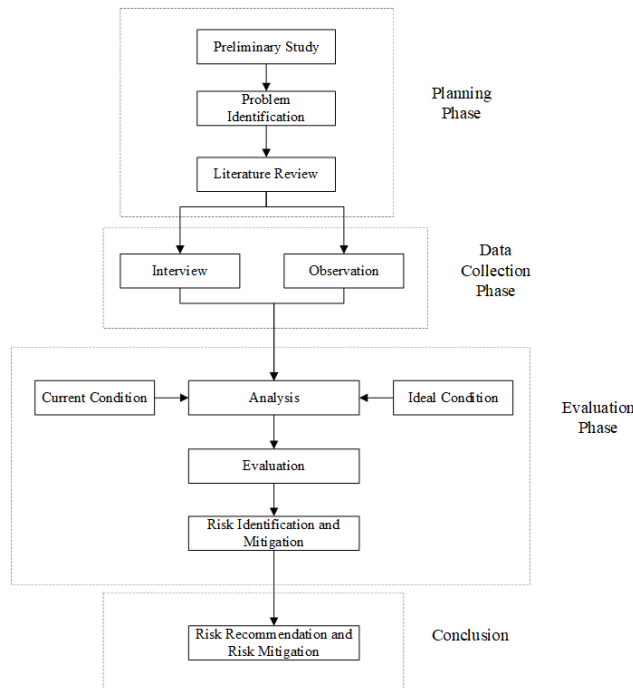 Preliminary Study
Problem
Identification
Planning
Phase
Literature Review
Interview
Observation
Data
Collection
Phase
Current Condition
Analysis
Ideal Condition
Evaluation
Phase
Evaluation
Risk Identification and
Mitigation
Risk Recommendation and
Risk Mitigation
Conclusion